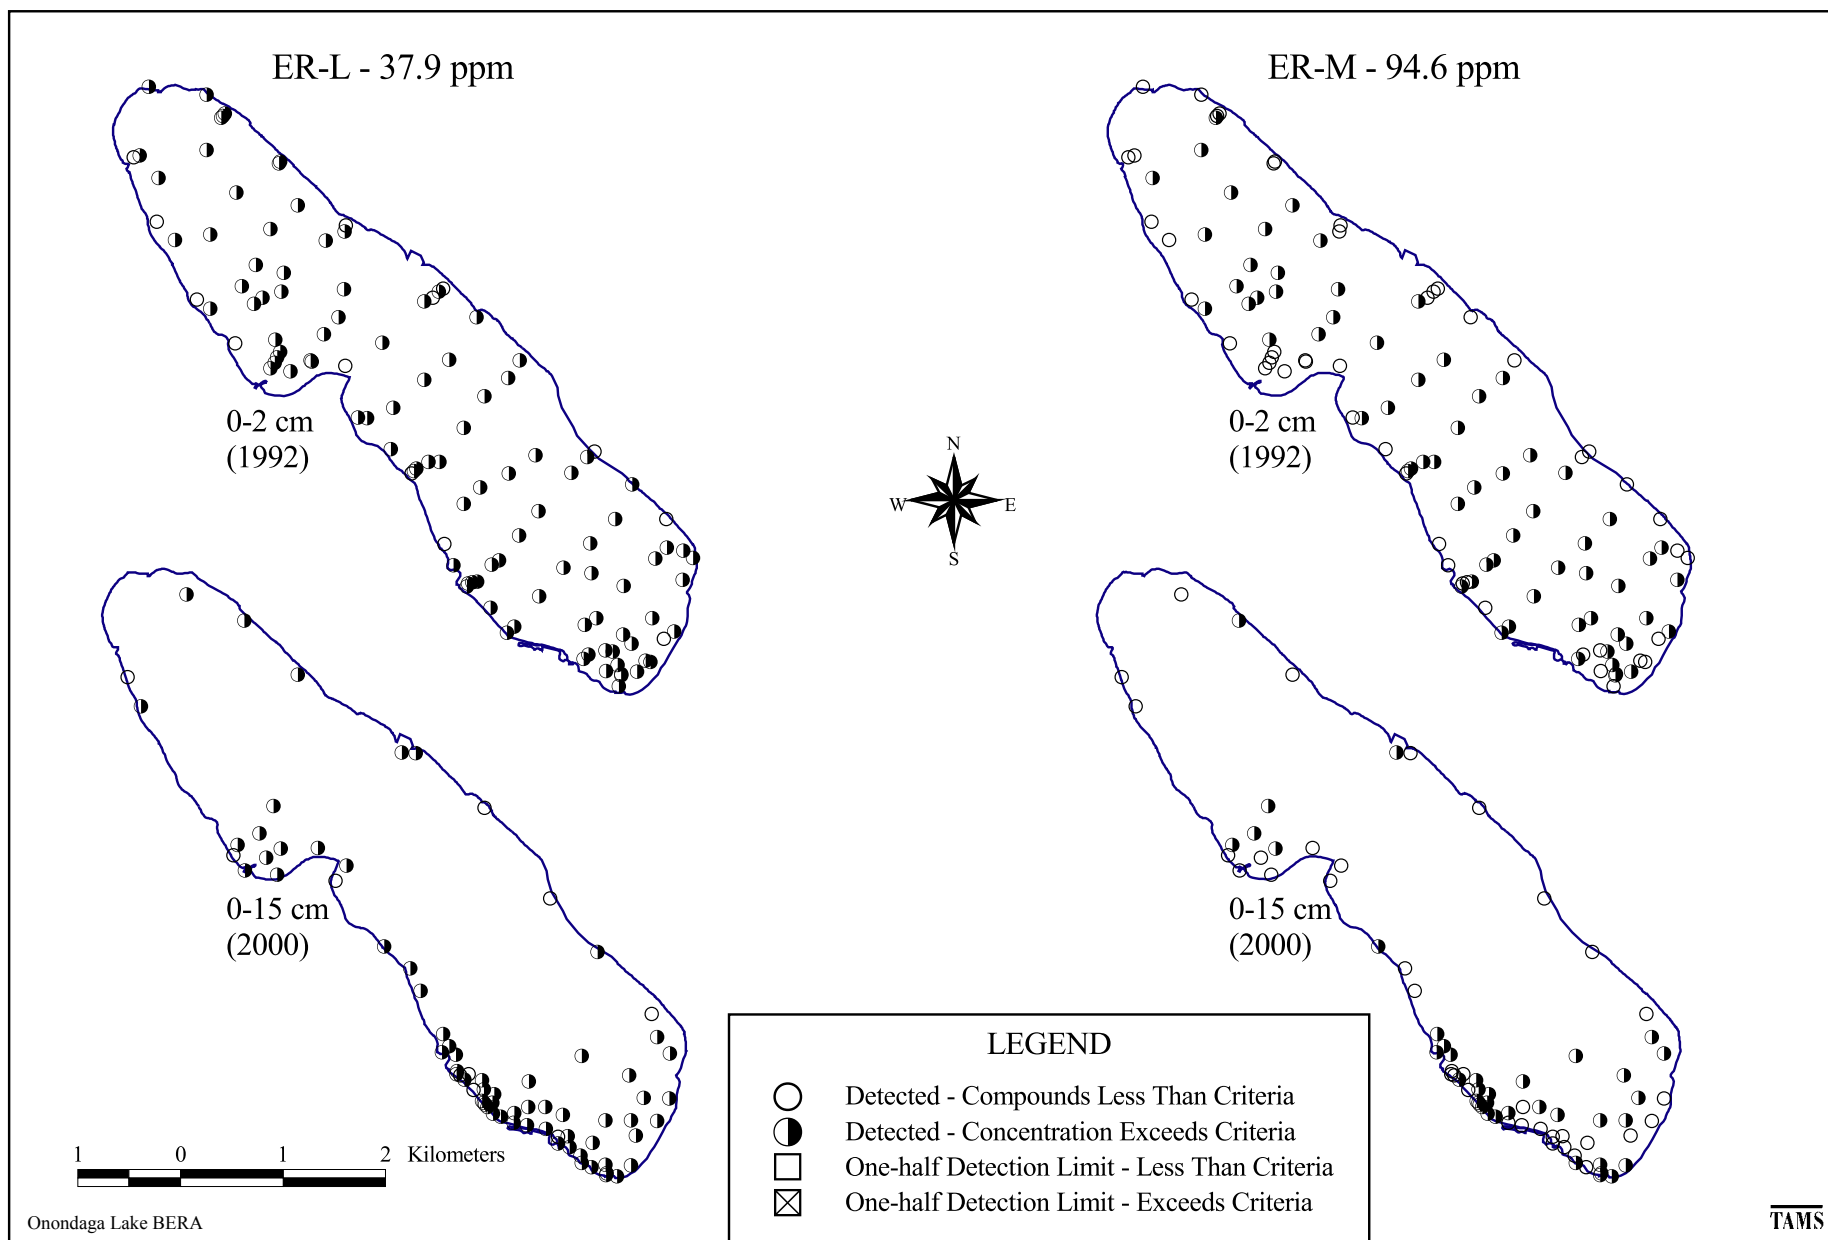 ER-L - 37.9 ppm
ER-M - 94.6 ppm
0-2 cm
(1992)
0-2 cm
(1992)
N
W
E
S
0-15 cm
(2000)
0-15 cm
(2000)
LEGEND
Detected - Compounds Less Than Criteria
Detected - Concentration Exceeds Criteria
One-half Detection Limit - Less Than Criteria
One-half Detection Limit - Exceeds Criteria
1 0 1 2 Kilometers
Onondaga Lake BERA
TAMS